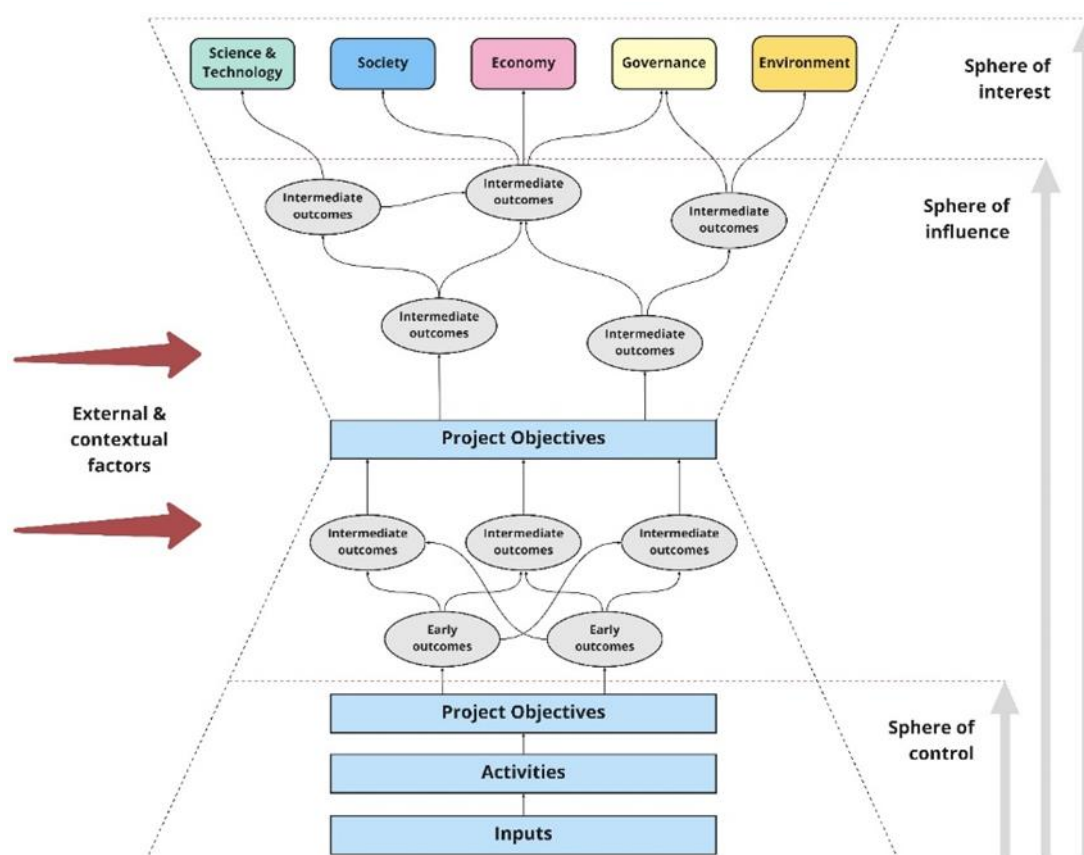 Science &
Technology
Society
Economy
Governance
Environment
Sphere of
interest
Intermediate
outcomes
Intermediate
outcomes
Intermediate
outcomes
Sphere of
influence
Intermediate
outcomes
Intermediate
outcomes
External &
contextual
factors
Project Objectives
Intermediate
outcomes
Intermediate
outcomes
Intermediate
outcomes
Early
outcomes
Early
outcomes
Project Objectives
Sphere of
control
Activities
Inputs